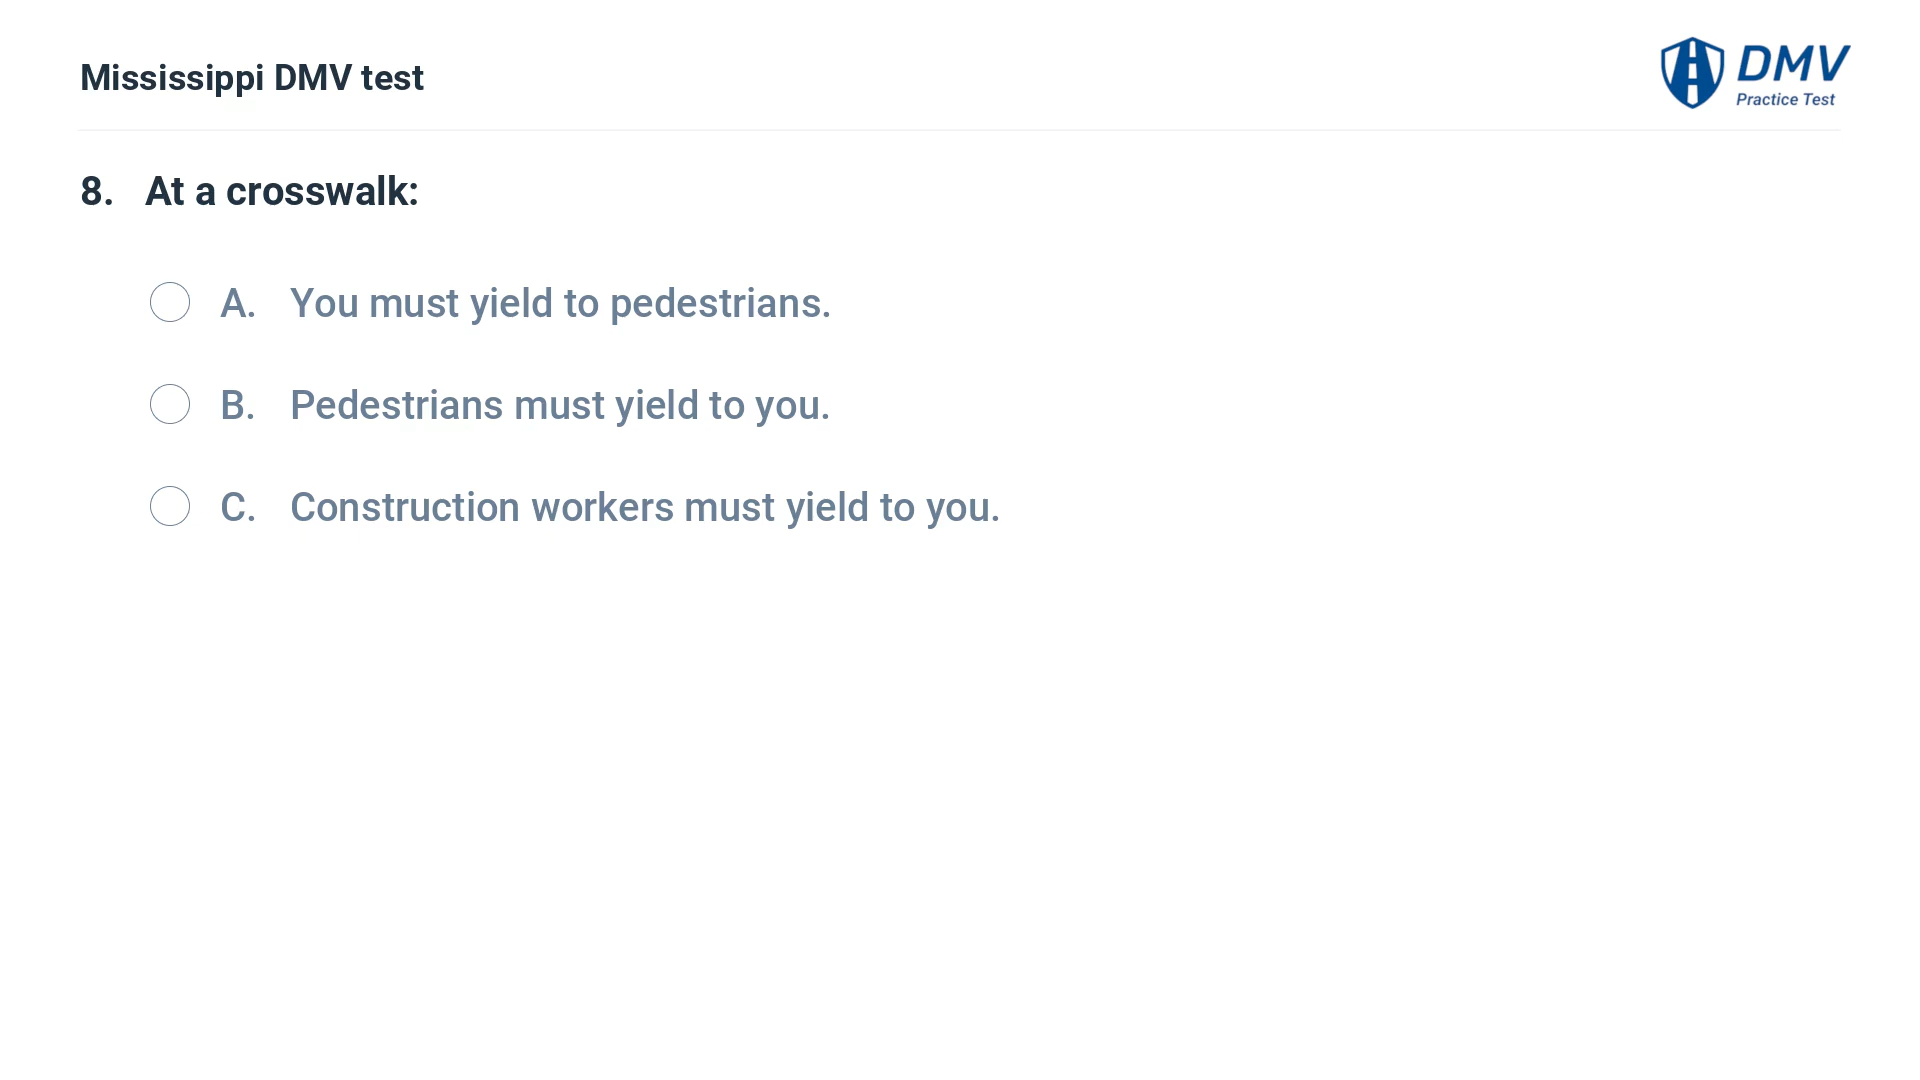 Mississippi DMV test
DMV
Practice Test
8. At a crosswalk:
A. You must yield to pedestrians.
B. Pedestrians must yield to you.
C. Construction workers must yield to you.